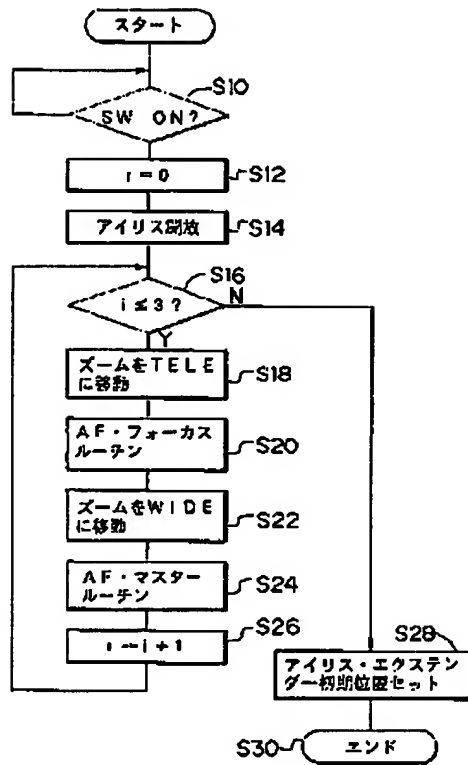 スタート
S10
SW ON?
i=0
S12
アイリス開放
S14
S16
i≤3?
N
Y
ズームをTELE
に移動
S18
AF・フォーカス
ルーチン
S20
ズームをWIDE
に移動
S22
AF・マスター
ルーチン
S24
S26
i=i+1
S28
アイリス・エクステン
ダー初期位置セット
S30
エンド